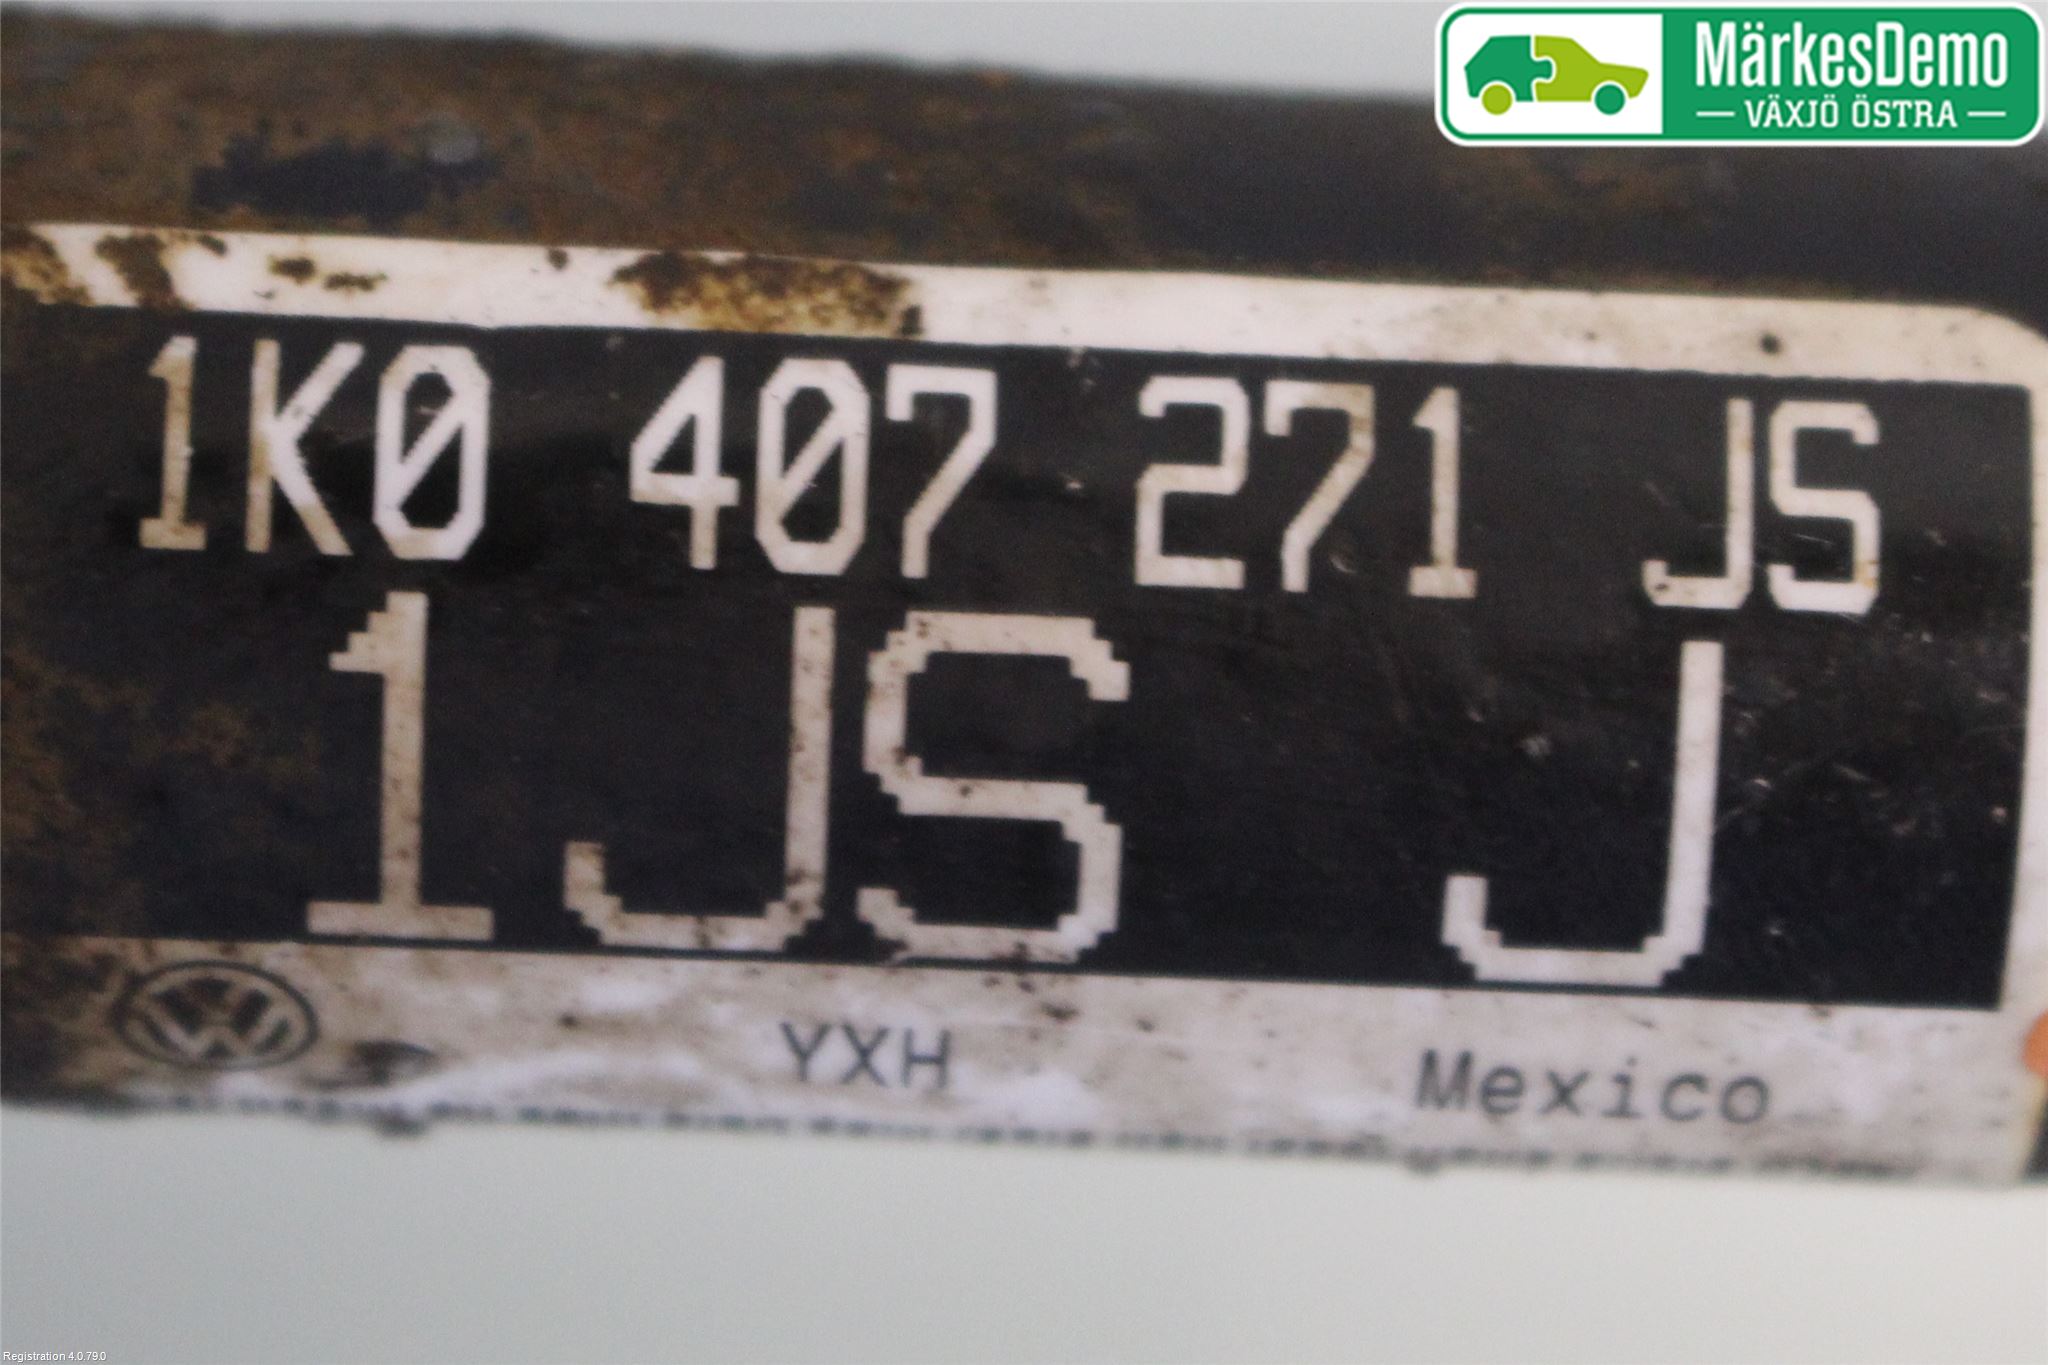 MärkesDemo
VÄXJÖ ÖSTRA
1K0 407 271 JS
1JS J
YXH Mexico
Registration 4.0.79.0